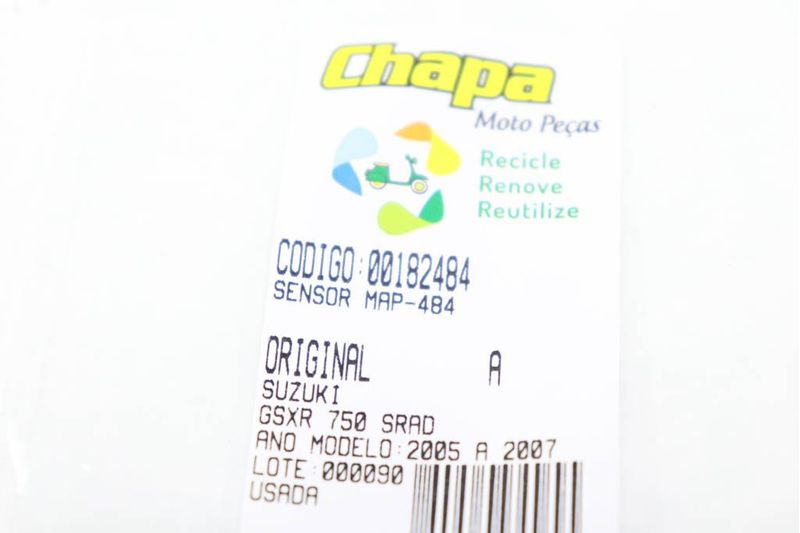 Chapa
Moto Peças
Recicle
Renove
Reutilize
CODIGO:00182484
SENSOR MAP-484
ORIGINAL A
SUZUKI
GSXR 750 SRAD
ANO MODELO:2005 A 2007
LOTE:000090
USADA